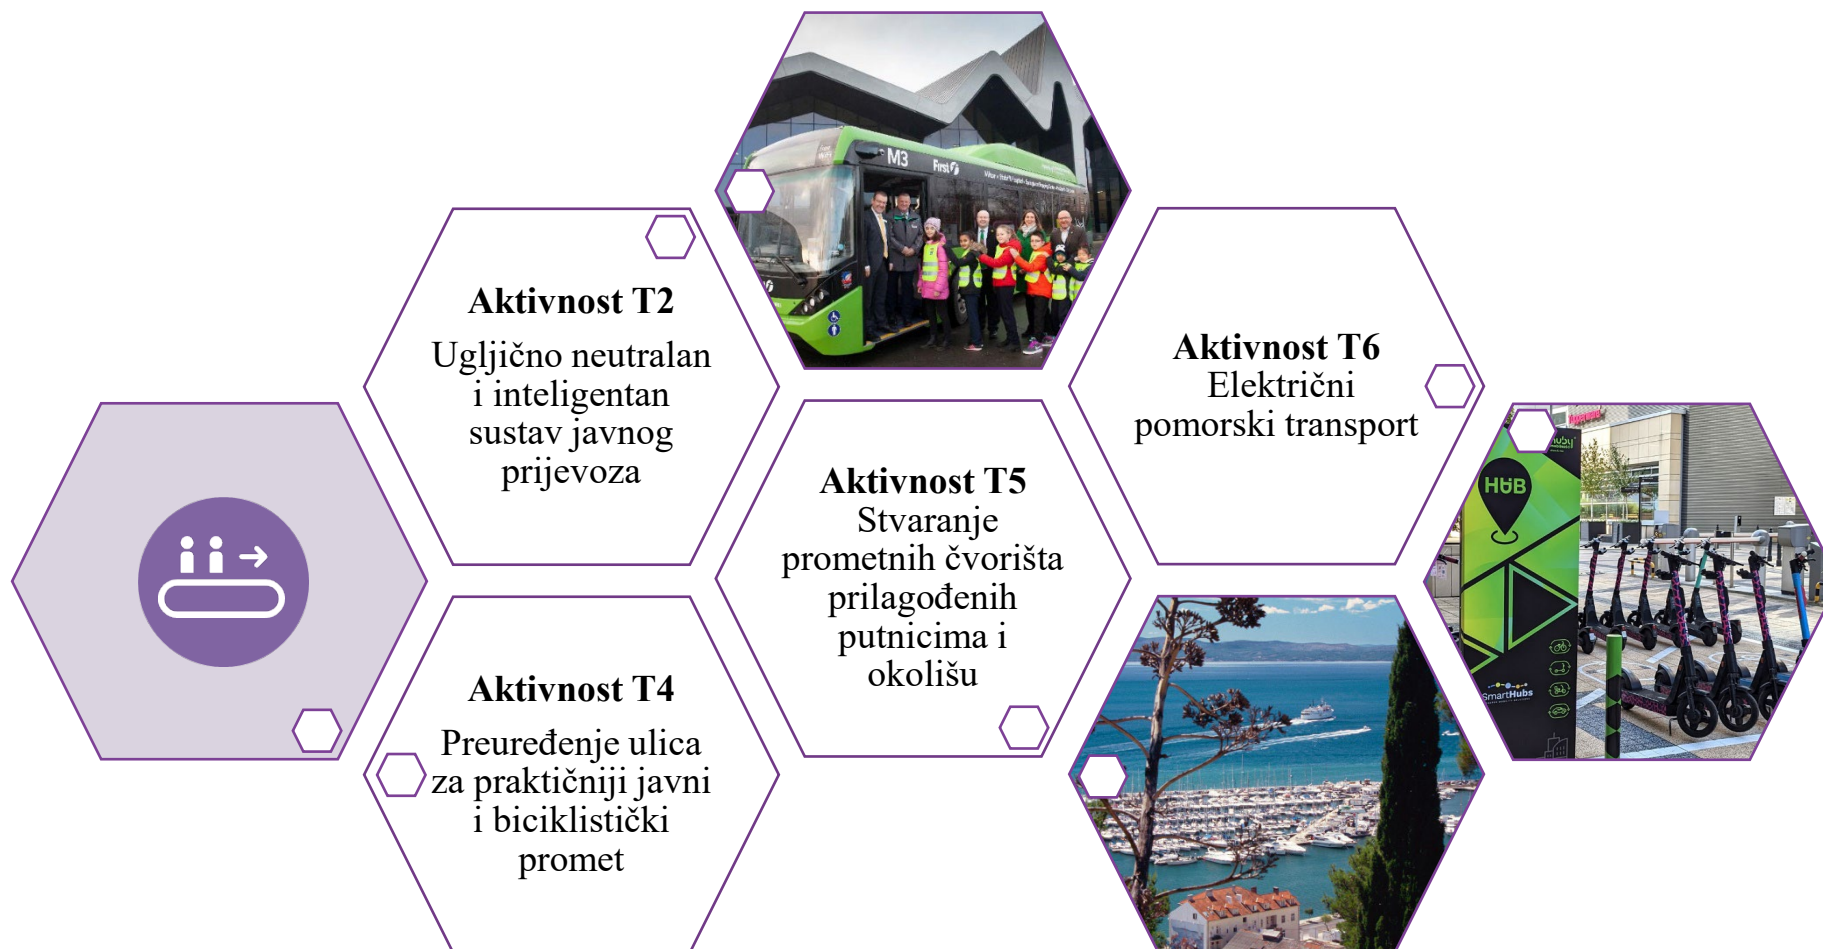 Aktivnost T2
Ugljično neutralan
i inteligentan
sustav javnog
prijevoza
Aktivnost T4
Preuređenje ulica
za praktičniji javni
i biciklistički
promet
M3
First
Aktivnost T5
Stvaranje
prometnih čvorišta
prilagođenih
putnicima i
okolišu
Aktivnost T6
Električni
pomorski transport
HUB
SmartHubs